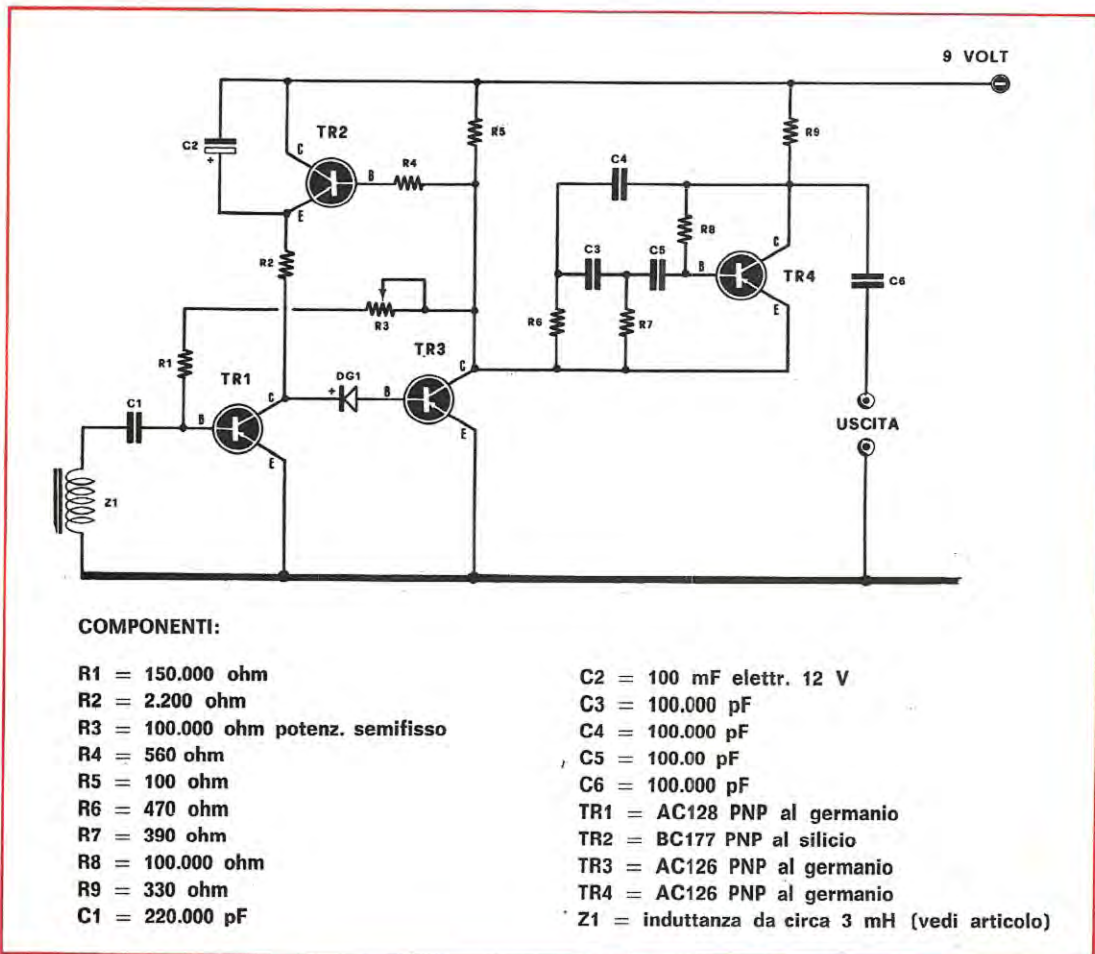 9 VOLT
C2
+
C
TR2
E
B
R4
R5
R9
C4
R8
C3
C5
B
C
TR4
E
C6
R2
R3
R6
R7
R1
TR1
C
DG1
+
TR3
C
B
E
C1
B
E
USCITA
Z1
COMPONENTI:
R1 = 150.000 ohm
R2 = 2.200 ohm
R3 = 100.000 ohm potenz. semifisso
R4 = 560 ohm
R5 = 100 ohm
R6 = 470 ohm
R7 = 390 ohm
R8 = 100.000 ohm
R9 = 330 ohm
C1 = 220.000 pF
C2 = 100 mF elettr. 12 V
C3 = 100.000 pF
C4 = 100.000 pF
C5 = 100.00 pF
C6 = 100.000 pF
TR1 = AC128 PNP al germanio
TR2 = BC177 PNP al silicio
TR3 = AC126 PNP al germanio
TR4 = AC126 PNP al germanio
Z1 = induttanza da circa 3 mH (vedi articolo)